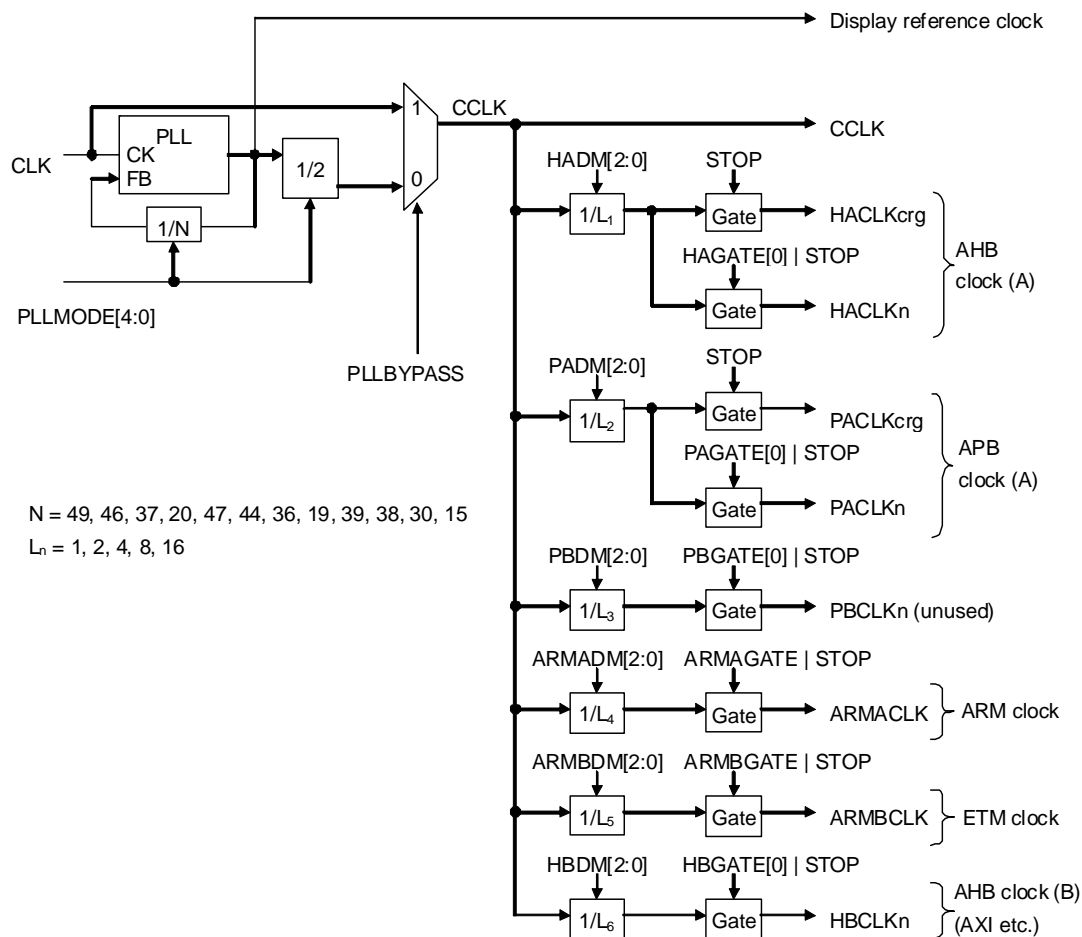 Display reference clock
1
CCLK
CCLK
PLL
CLK
CK
FB
1/2
0
1/N
PLLMODE[4:0]
PLLBYPASS
HADM[2:0]
STOP
1/L₁
Gate
HACLKcrg
HAGATE[0] | STOP
Gate
HACLKn
AHB
clock (A)
PADM[2:0]
STOP
1/L₂
Gate
PACLKcrg
PAGATE[0] | STOP
Gate
PACLKn
APB
clock (A)
N = 49, 46, 37, 20, 47, 44, 36, 19, 39, 38, 30, 15
Lₙ = 1, 2, 4, 8, 16
PBDM[2:0]
PBGATE[0] | STOP
1/L₃
Gate
PBCLKn (unused)
ARMADM[2:0]
ARMAGATE | STOP
1/L₄
Gate
ARMACLK
ARM clock
ARMBDM[2:0]
ARMBGATE | STOP
1/L₅
Gate
ARMBCLK
ETM clock
HBDM[2:0]
HBGATE[0] | STOP
1/L₆
Gate
HBCLKn
AHB clock (B)
(AXI etc.)